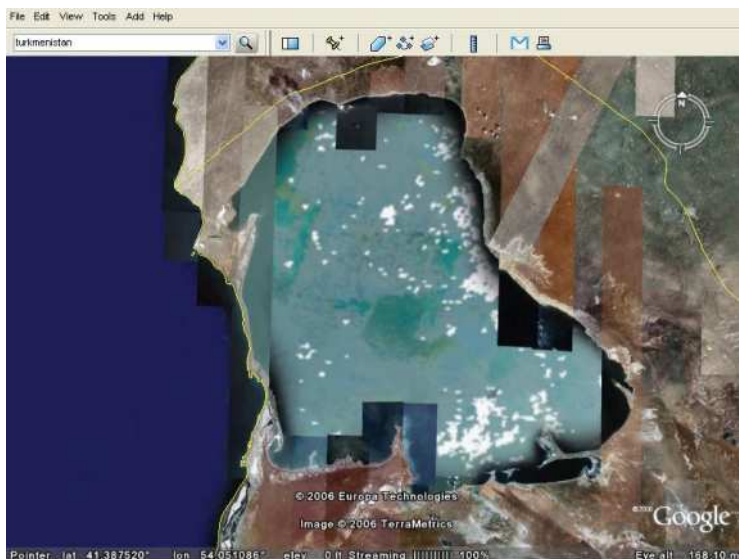 File Edit View Tools Add Help
turkmenistan
N
© 2006 Europa Technologies
Image © 2006 TerraMetrics
©2006 Google
Pointer lat 41.387520° lon 54.051086° elev 0 ft Streaming ||||||||| 100% Eye alt 168.10 m